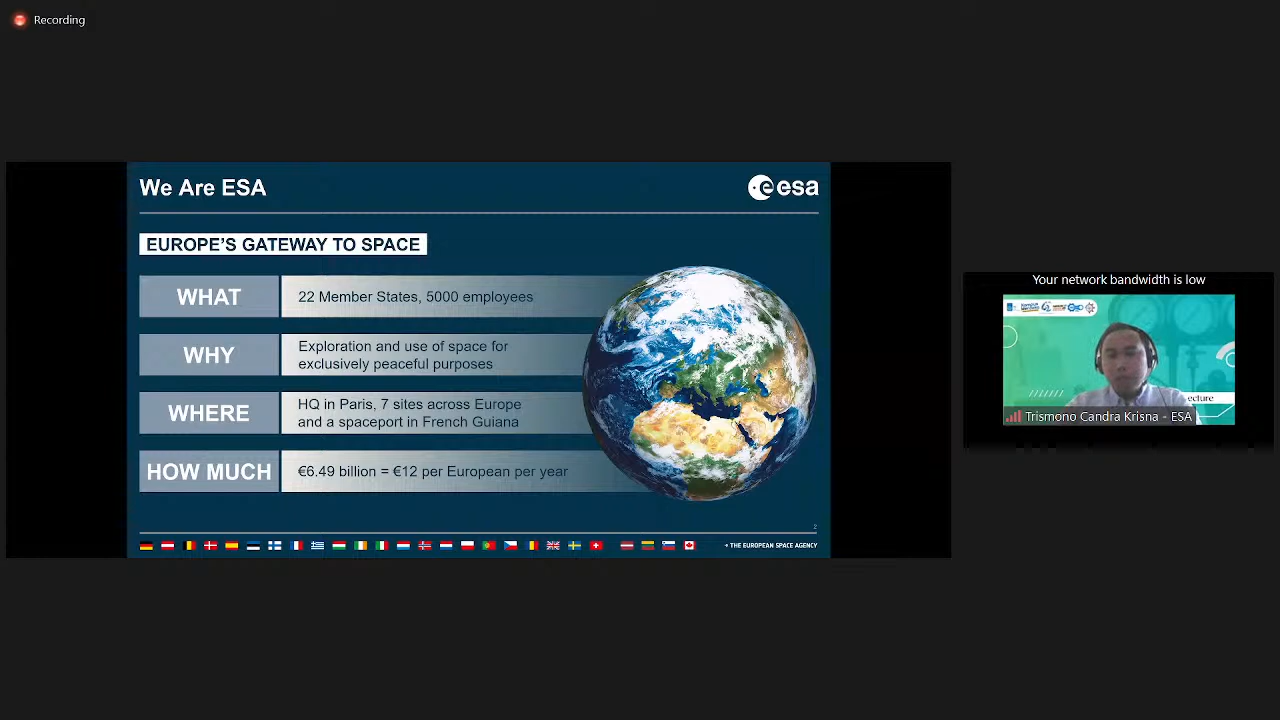 Recording
We Are ESA
esa
EUROPE'S GATEWAY TO SPACE
WHAT
22 Member States, 5000 employees
WHY
Exploration and use of space for
exclusively peaceful purposes
WHERE
HQ in Paris, 7 sites across Europe
and a spaceport in French Guiana
HOW MUCH
€6.49 billion = €12 per European per year
2
→ THE EUROPEAN SPACE AGENCY
Your network bandwidth is low
ecture
Trismono Candra Krisna - ESA